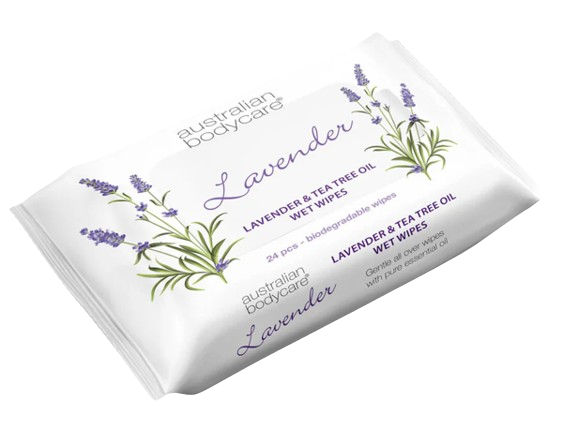 australian
bodycare®
Lavender
LAVENDER & TEA TREE OIL
WET WIPES
24 pcs - biodegradable wipes
australian
bodycare®
Lavender
LAVENDER & TEA TREE OIL
WET WIPES
Gentle all over wipes
with pure essential oil